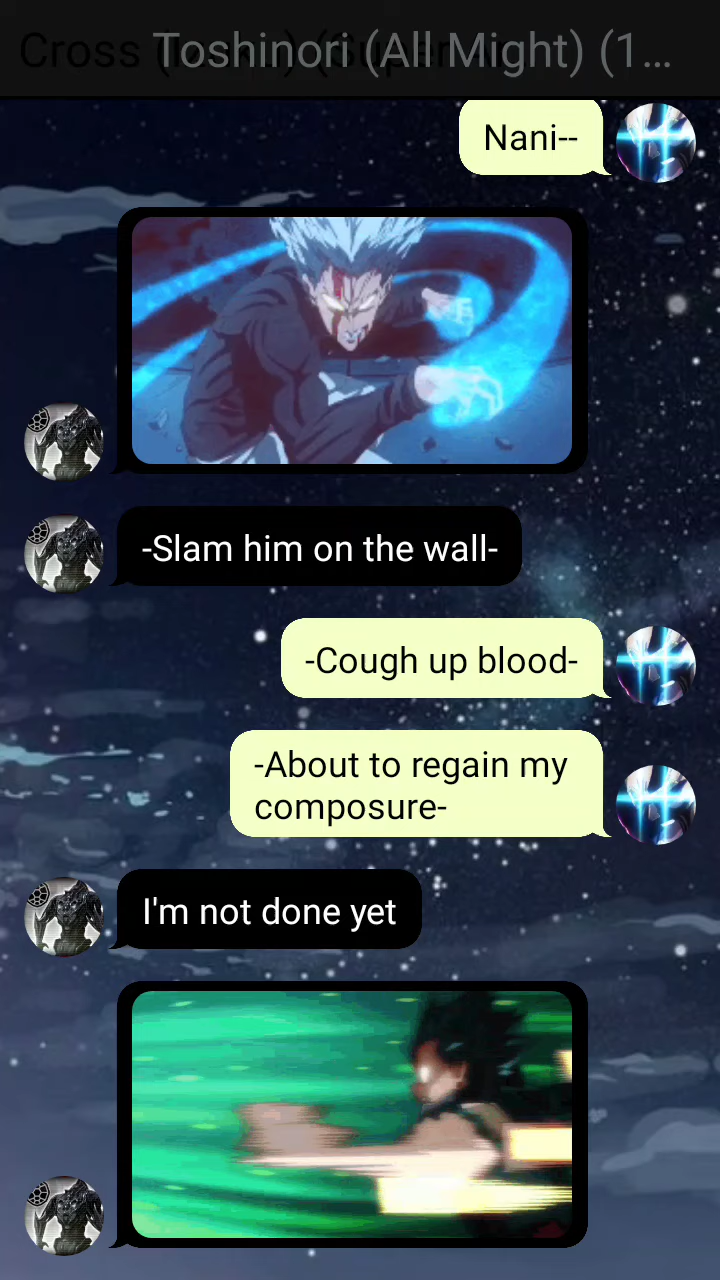 Toshinori (All Might) (1...
Nani--
-Slam him on the wall-
-Cough up blood-
-About to regain my
composure-
I'm not done yet